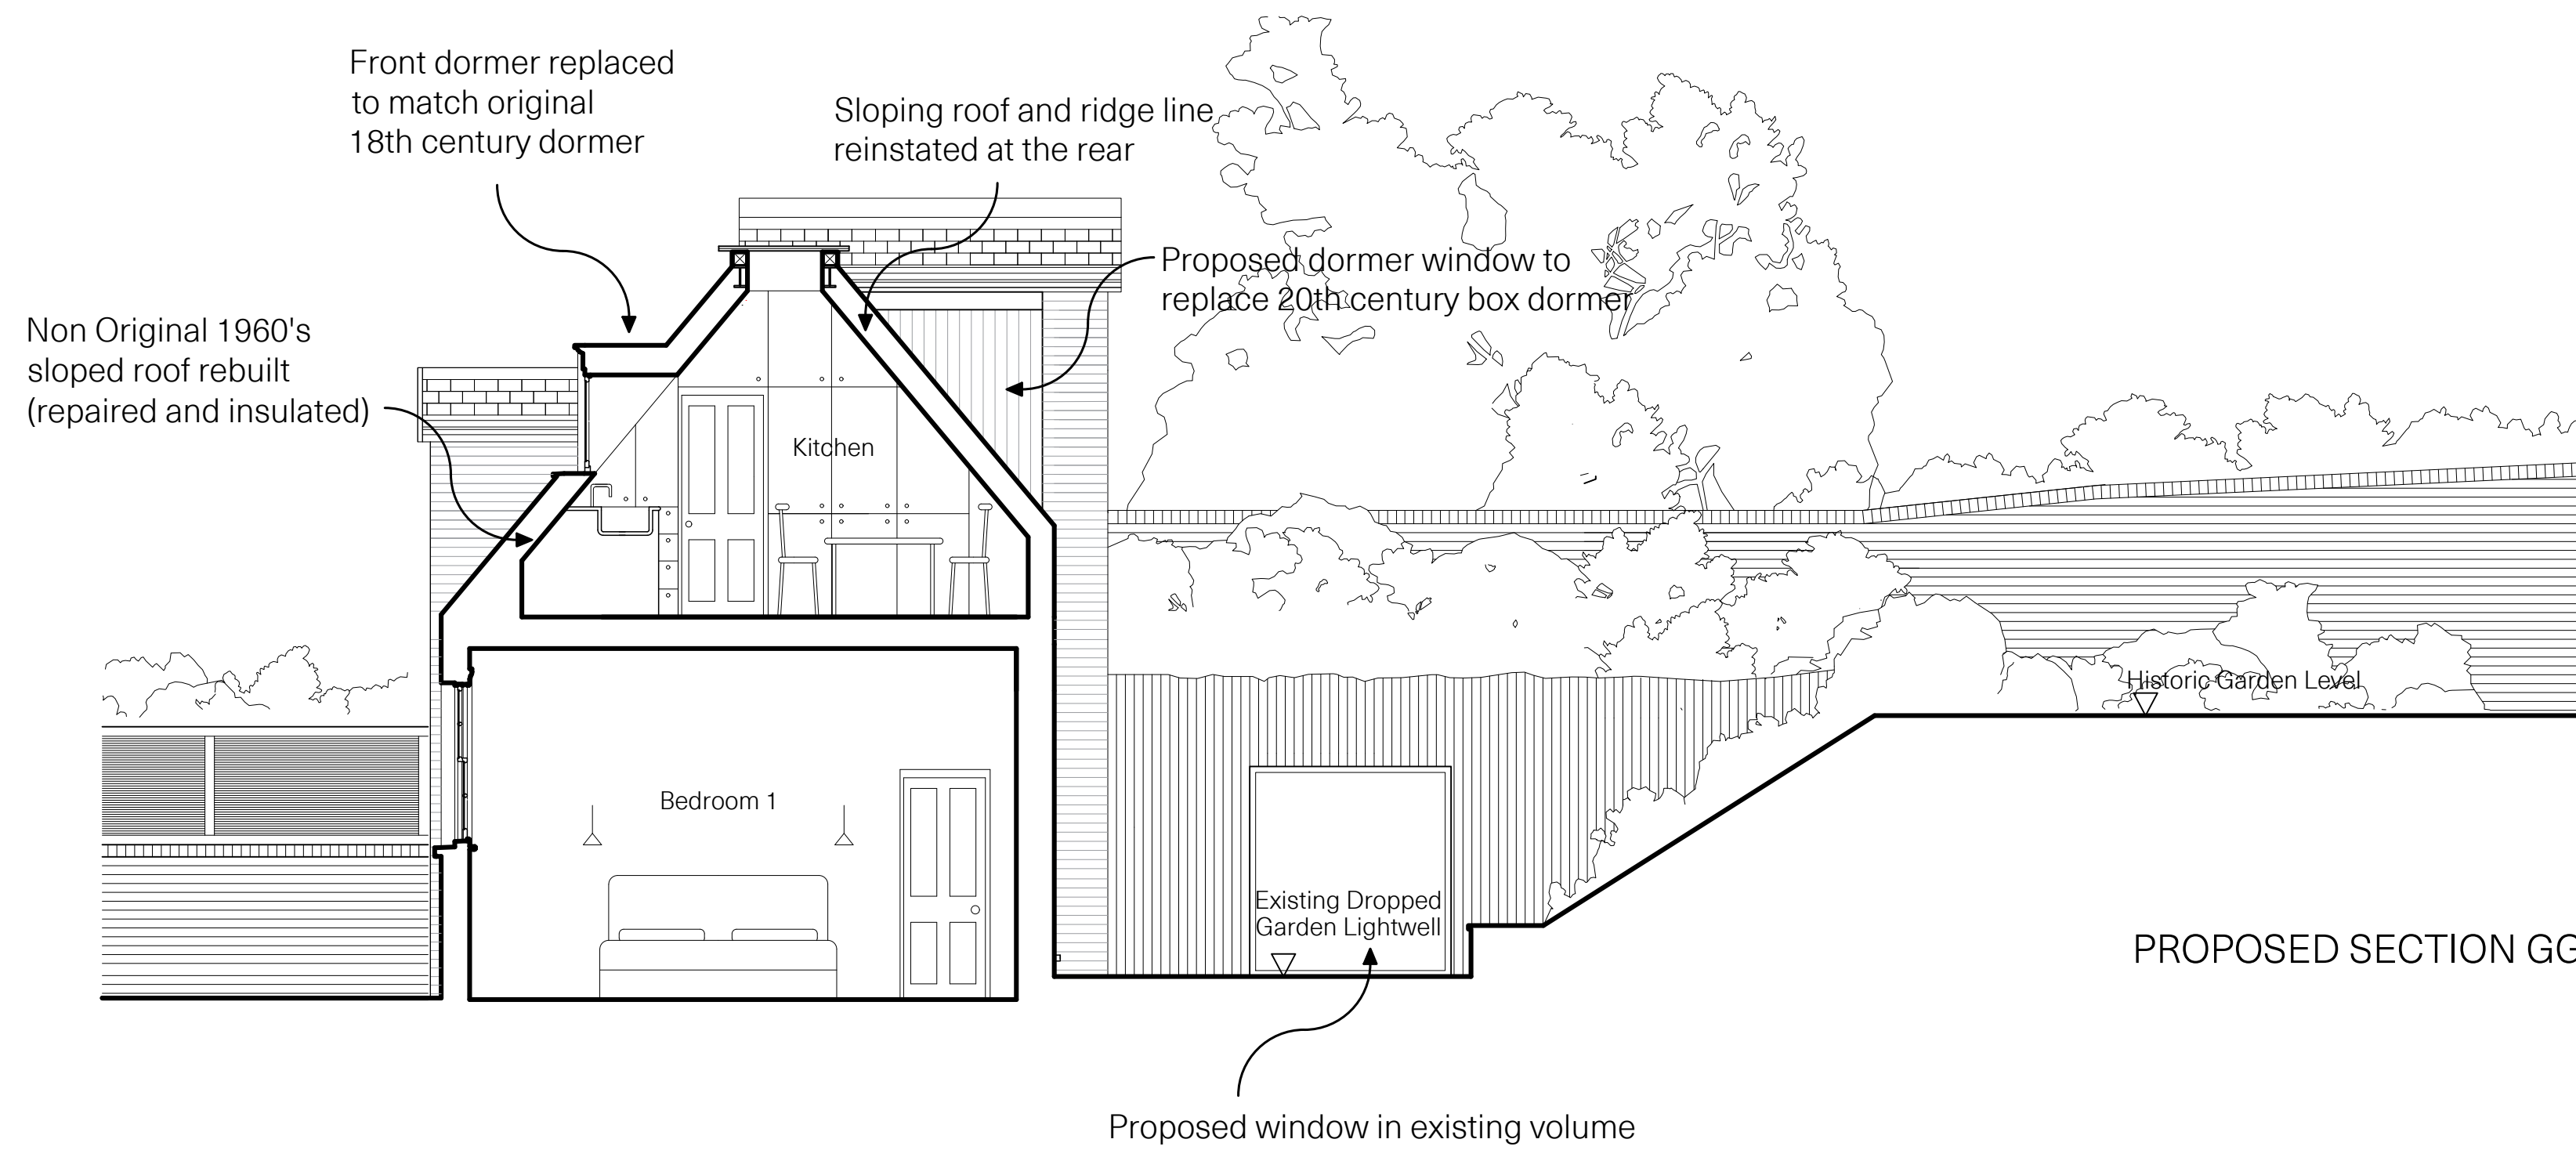 Front dormer replaced
to match original
18th century dormer
Sloping roof and ridge line
reinstated at the rear
Proposed dormer window to
replace 20th century box dormer
Non Original 1960's
sloped roof rebuilt
(repaired and insulated)
Kitchen
Historic Garden Level
Bedroom 1
Existing Dropped
Garden Lightwell
PROPOSED SECTION GG
Proposed window in existing volume